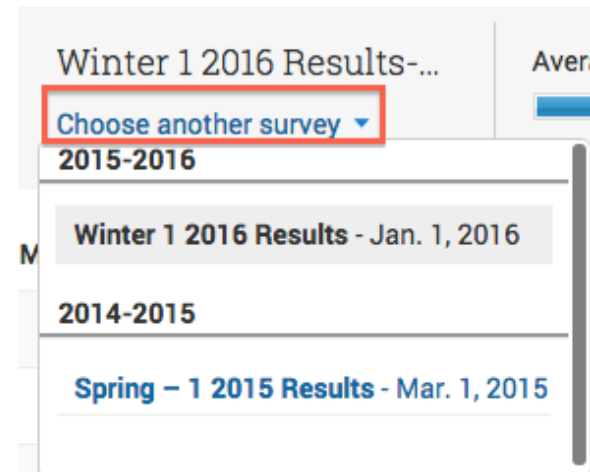 Winter 1 2016 Results-...
Choose another survey
2015-2016
Winter 1 2016 Results - Jan. 1, 2016
2014-2015
Spring – 1 2015 Results - Mar. 1, 2015